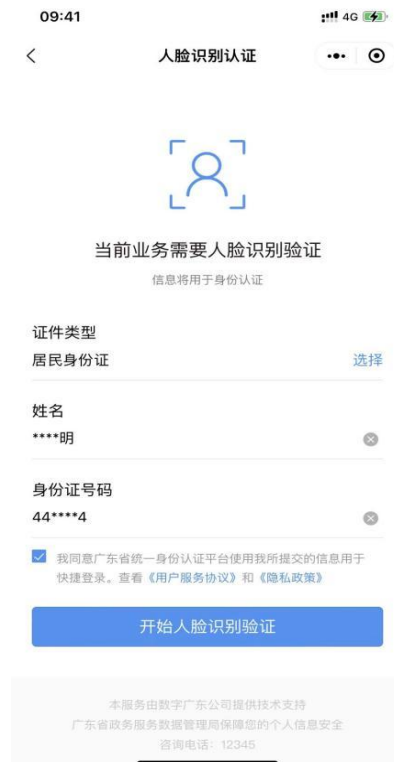 09:41
4G
人脸识别认证
当前业务需要人脸识别验证
信息将用于身份认证
证件类型
居民身份证
选择
姓名
****明
身份证号码
44****4
我同意广东省统一身份认证平台使用我所提交的信息用于
快捷登录。查看《用户服务协议》和《隐私政策》
开始人脸识别验证
本服务由数字广东公司提供技术支持
广东省政务服务数据管理局保障您的个人信息安全
咨询电话：12345